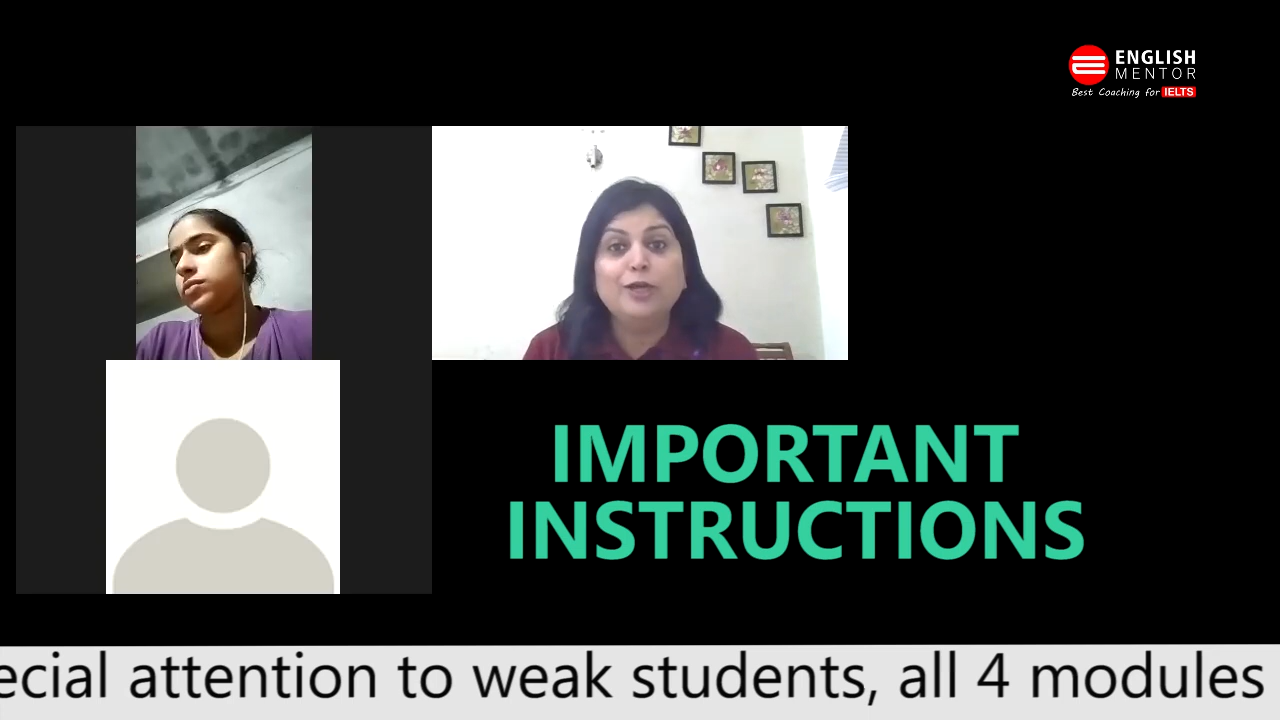 ENGLISH
MENTOR
Best Coaching for IELTS
IMPORTANT
INSTRUCTIONS
ecial attention to weak students, all 4 modules